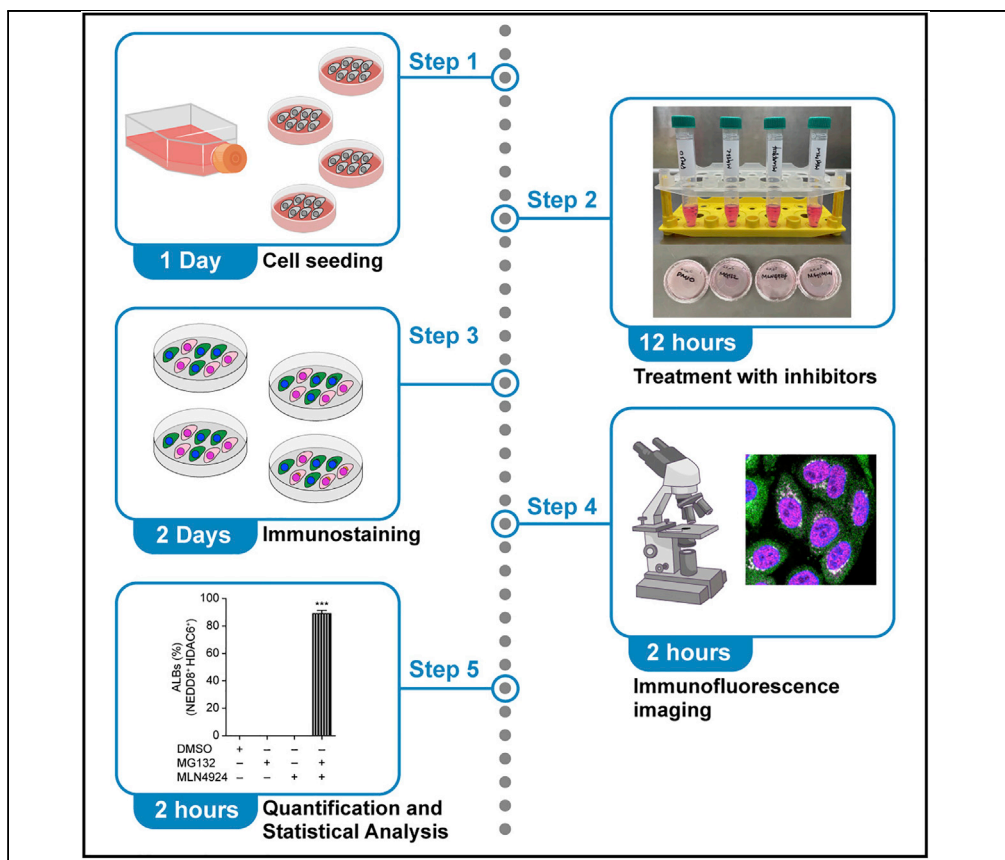 Step 1
1 Day
Cell seeding
Step 2
DMSO
12 hours
Treatment with inhibitors
Step 3
2 Days
Immunostaining
Step 4
2 hours
Immunofluorescence
imaging
Step 5
ALBs (%)
(NEDD8⁺ HDAC6⁺)
100
80
60
40
20
0
***
DMSO + – – –
MG132 – + – +
MLN4924 – – + +
2 hours
Quantification and
Statistical Analysis